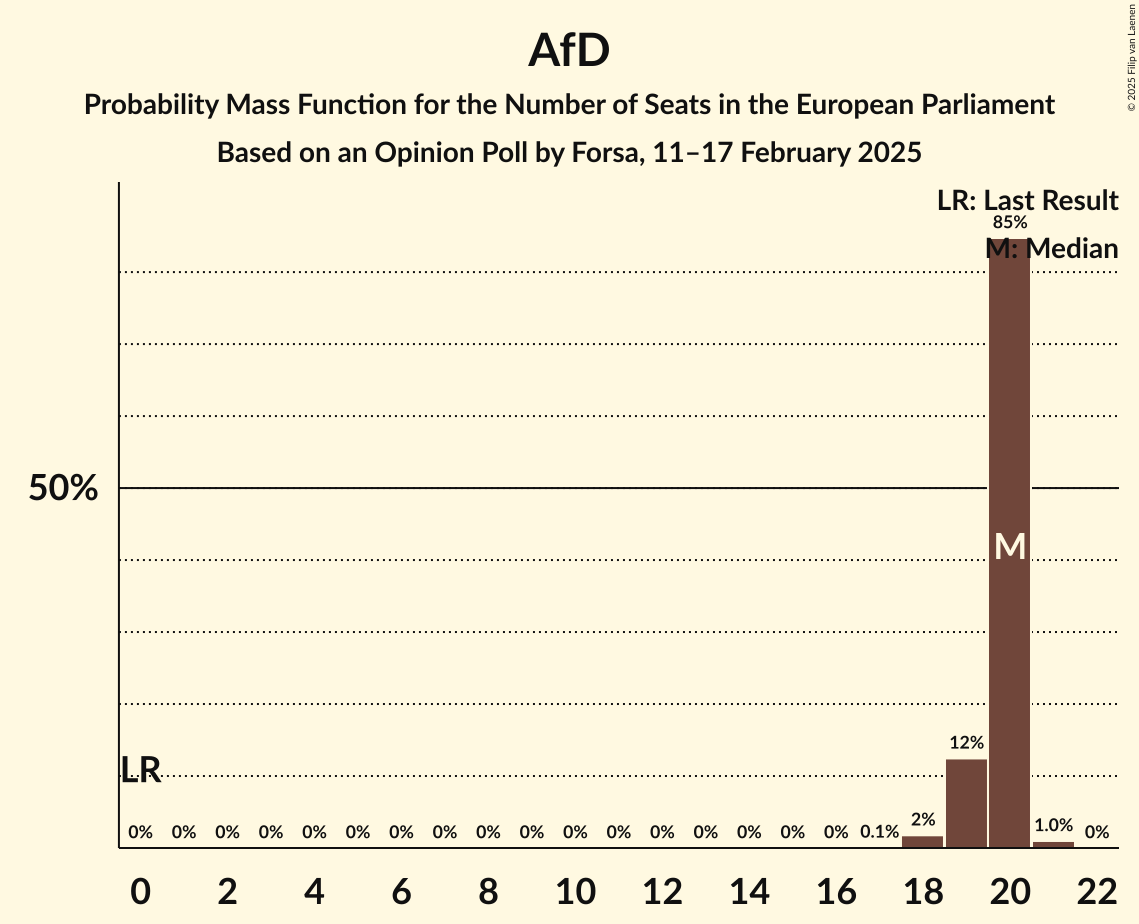 AfD
Probability Mass Function for the Number of Seats in the European Parliament
Based on an Opinion Poll by Forsa, 11–17 February 2025
© 2025 Filip van Laenen
LR: Last Result
85%
M: Median
50%
M
12%
LR
0% 0% 0% 0% 0% 0% 0% 0% 0% 0% 0% 0% 0% 0% 0% 0% 0% 0.1% 2% 1.0% 0%
0 2 4 6 8 10 12 14 16 18 20 22